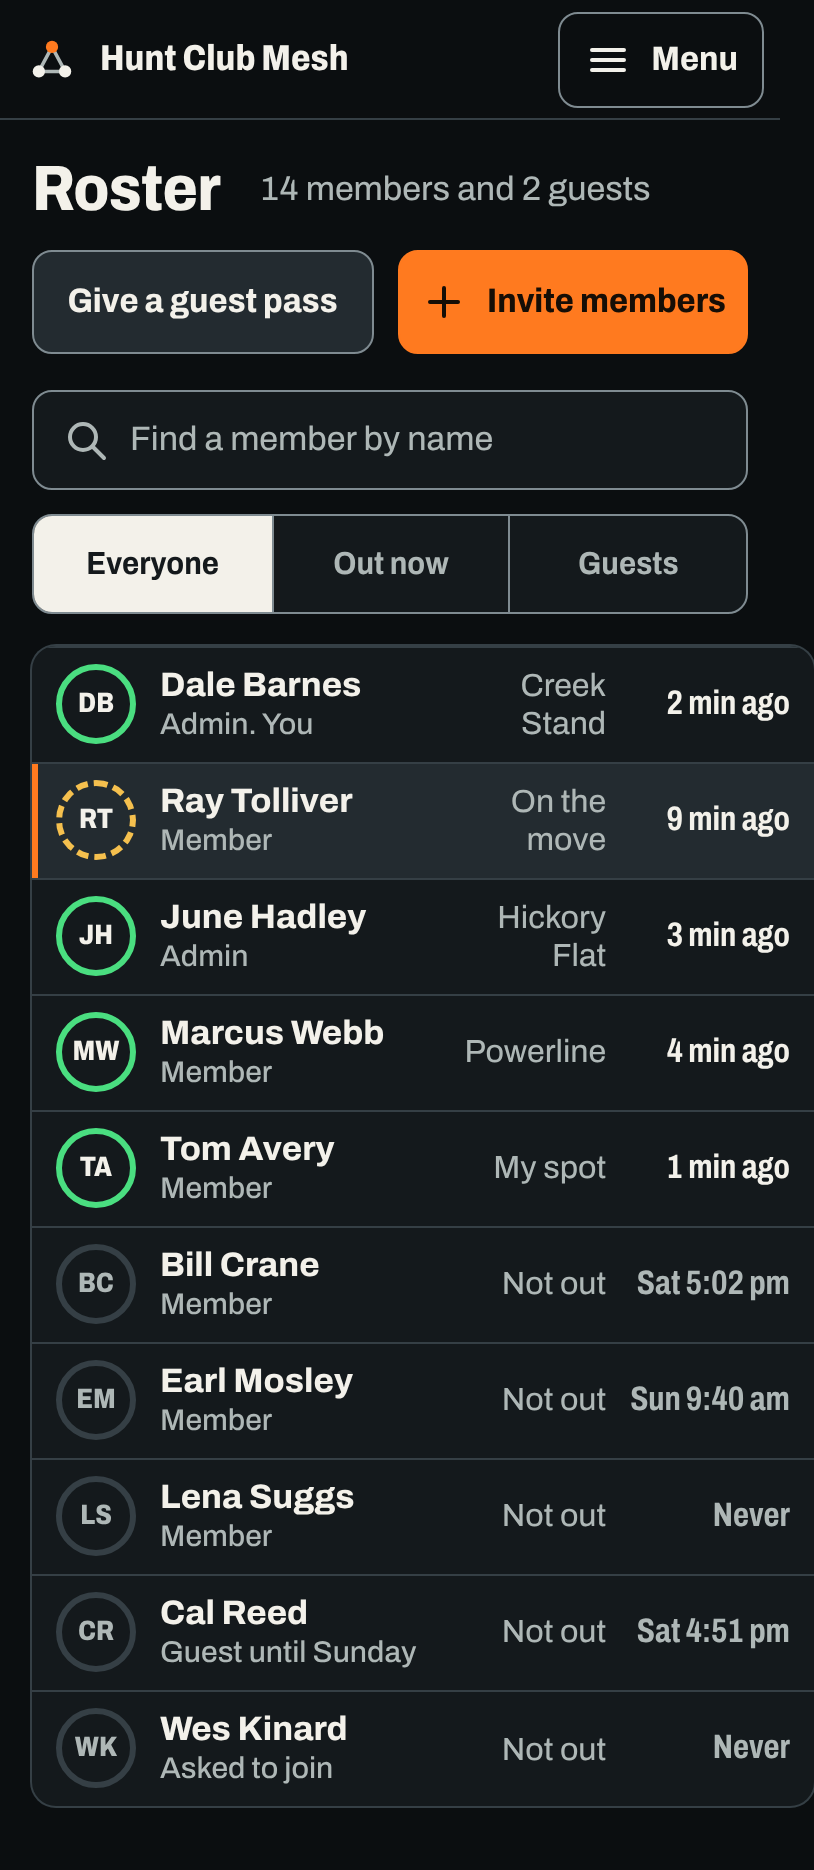 Hunt Club Mesh
Menu
Roster 14 members and 2 guests
Give a guest pass
Invite members
Find a member by name
Everyone
Out now
Guests
DB
Dale Barnes
Admin. You
Creek
Stand
2 min ago
RT
Ray Tolliver
Member
On the
move
9 min ago
JH
June Hadley
Admin
Hickory
Flat
3 min ago
MW
Marcus Webb
Member
Powerline
4 min ago
TA
Tom Avery
Member
My spot
1 min ago
BC
Bill Crane
Member
Not out
Sat 5:02 pm
EM
Earl Mosley
Member
Not out
Sun 9:40 am
LS
Lena Suggs
Member
Not out
Never
CR
Cal Reed
Guest until Sunday
Not out
Sat 4:51 pm
WK
Wes Kinard
Asked to join
Not out
Never